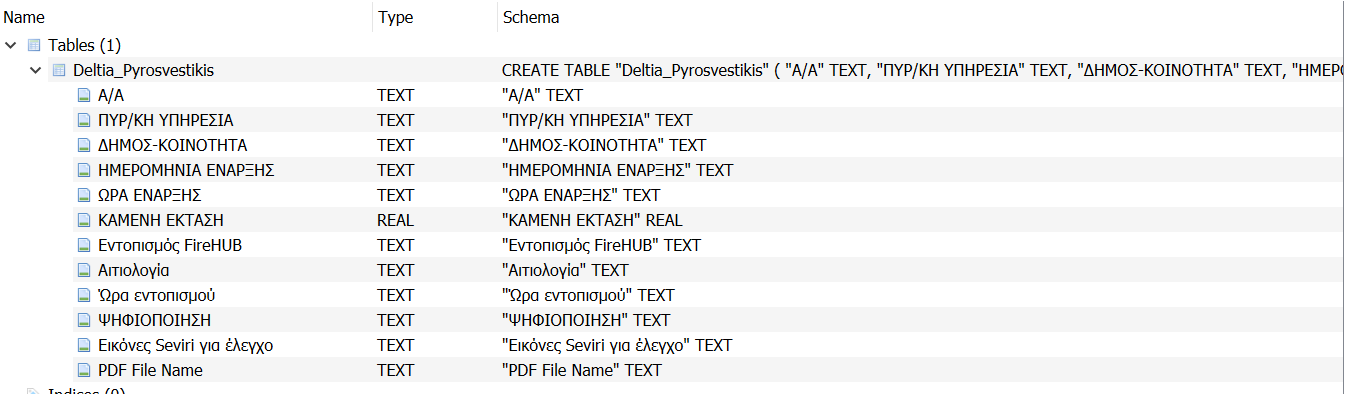 Name Type Schema
Tables (1)
Deltia_Pyrosvestikis CREATE TABLE "Deltia_Pyrosvestikis" ( "A/A" TEXT, "ΠΥΡ/ΚΗ ΥΠΗΡΕΣΙΑ" TEXT, "ΔΗΜΟΣ-ΚΟΙΝΟΤΗΤΑ" TEXT, "ΗΜΕΡΟ
A/A TEXT "A/A" TEXT
ΠΥΡ/ΚΗ ΥΠΗΡΕΣΙΑ TEXT "ΠΥΡ/ΚΗ ΥΠΗΡΕΣΙΑ" TEXT
ΔΗΜΟΣ-ΚΟΙΝΟΤΗΤΑ TEXT "ΔΗΜΟΣ-ΚΟΙΝΟΤΗΤΑ" TEXT
ΗΜΕΡΟΜΗΝΙΑ ΕΝΑΡΞΗΣ TEXT "ΗΜΕΡΟΜΗΝΙΑ ΕΝΑΡΞΗΣ" TEXT
ΩΡΑ ΕΝΑΡΞΗΣ TEXT "ΩΡΑ ΕΝΑΡΞΗΣ" TEXT
ΚΑΜΕΝΗ ΕΚΤΑΣΗ REAL "ΚΑΜΕΝΗ ΕΚΤΑΣΗ" REAL
Εντοπισμός FireHUB TEXT "Εντοπισμός FireHUB" TEXT
Αιτιολογία TEXT "Αιτιολογία" TEXT
Ώρα εντοπισμού TEXT "Ώρα εντοπισμού" TEXT
ΨΗΦΙΟΠΟΙΗΣΗ TEXT "ΨΗΦΙΟΠΟΙΗΣΗ" TEXT
Εικόνες Seviri για έλεγχο TEXT "Εικόνες Seviri για έλεγχο" TEXT
PDF File Name TEXT "PDF File Name" TEXT
Indices (0)